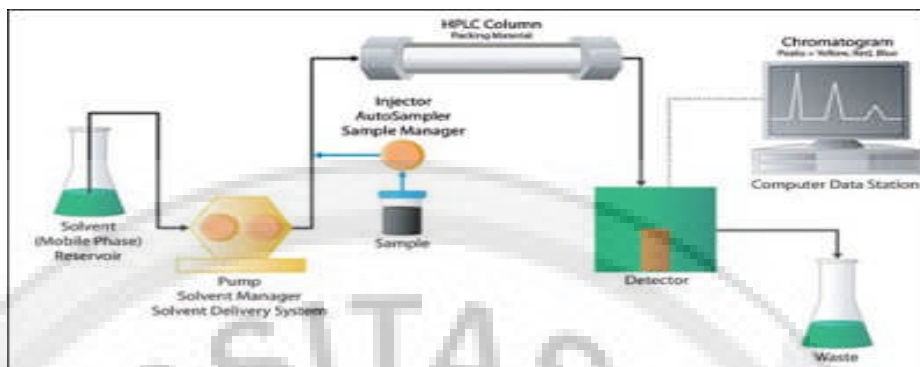 HPLC Column
Packing Material
Chromatogram
Peaks = Yellow, Red, Blue
Injector
AutoSampler
Sample Manager
Computer Data Station
Solvent
(Mobile Phase)
Reservoir
Sample
Pump
Solvent Manager
Solvent Delivery System
Detector
Waste
SITAS